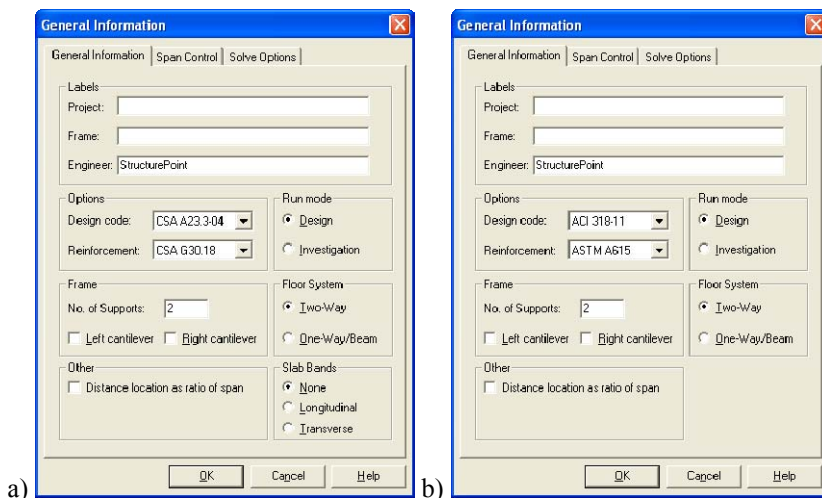 General Information
General Information Span Control Solve Options
Labels
Project:
Frame:
Engineer: StructurePoint
Options
Design code: CSA A23.3-04
Reinforcement: CSA G30.18
Run mode
Design
Investigation
Frame
No. of Supports: 2
Left cantilever Right cantilever
Floor System
Two-Way
One-Way/Beam
Other
Distance location as ratio of span
Slab Bands
None
Longitudinal
Transverse
OK Cancel Help
a)
General Information
General Information Span Control Solve Options
Labels
Project:
Frame:
Engineer: StructurePoint
Options
Design code: ACI 318-11
Reinforcement: ASTM A615
Run mode
Design
Investigation
Frame
No. of Supports: 2
Left cantilever Right cantilever
Floor System
Two-Way
One-Way/Beam
Other
Distance location as ratio of span
OK Cancel Help
b)